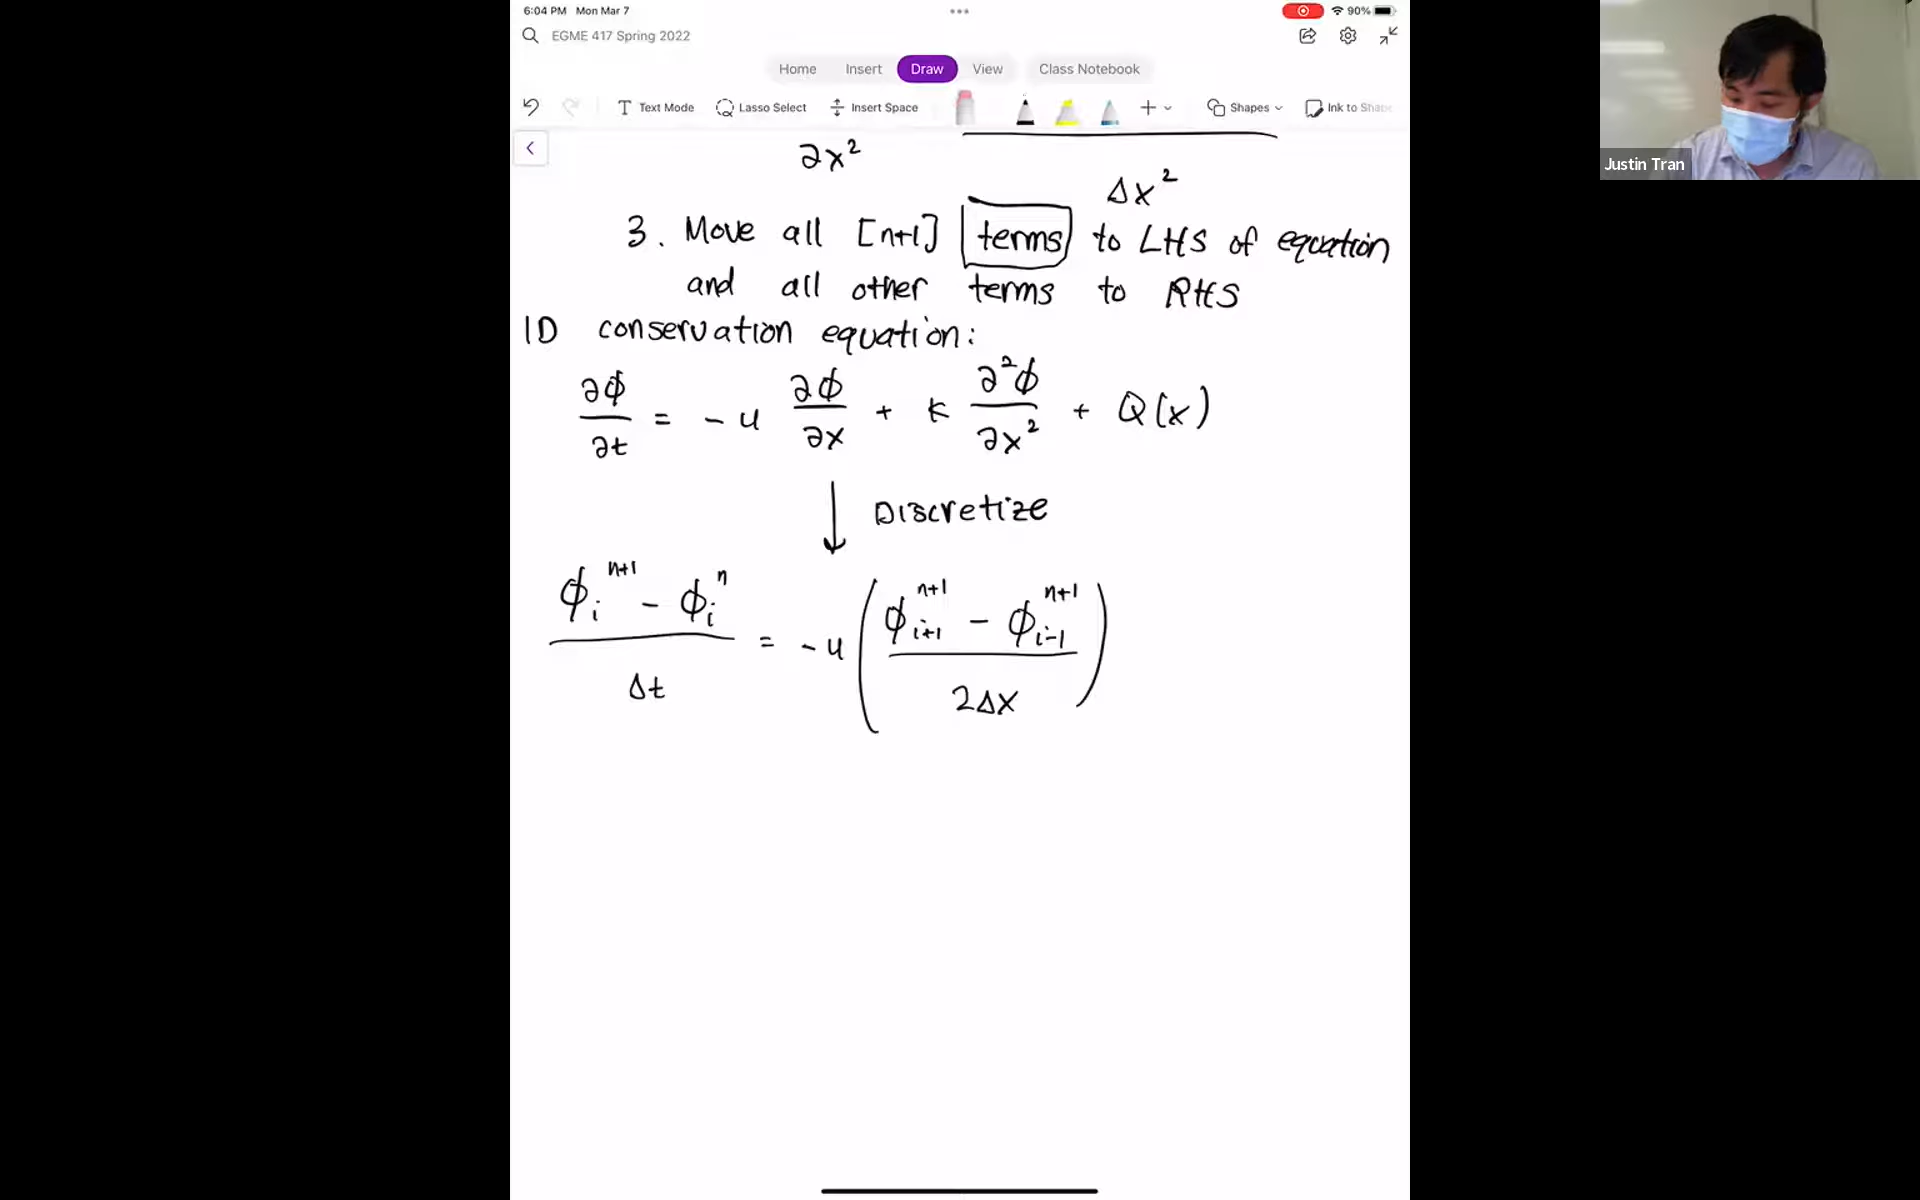 6:04 PM Mon Mar 7
90%
EGME 417 Spring 2022
Home Insert Draw View Class Notebook
Text Mode Lasso Select Insert Space Shapes Ink to Shape
Justin Tran
∂x²
Δx²
3. Move all [n+1] terms to LHS of equation
and all other terms to RHS
1D conservation equation:
∂ϕ/∂t = -u ∂ϕ/∂x + k ∂²ϕ/∂x² + Q(x)
Discretize
(ϕᵢⁿ⁺¹ - ϕᵢⁿ)/Δt = -u ((ϕᵢ₊₁ⁿ⁺¹ - ϕᵢ₋₁ⁿ⁺¹)/2Δx)